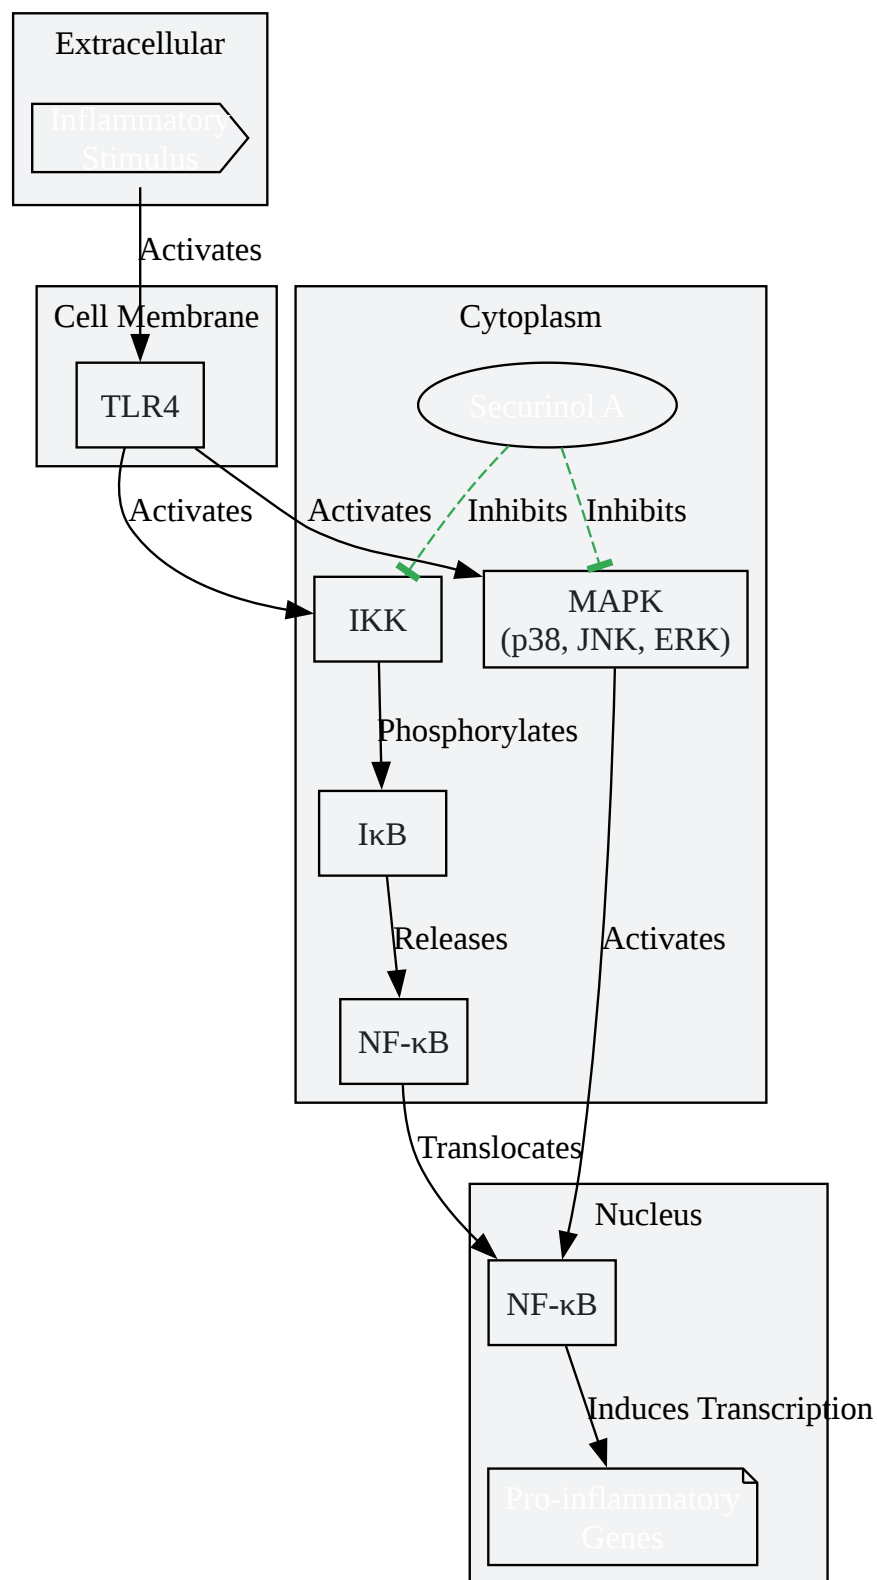 Extracellular
Inflammatory
Stimulus
Activates
Cell Membrane
Cytoplasm
TLR4
Securinol A
Activates
Activates
Inhibits
Inhibits
IKK
MAPK
(p38, JNK, ERK)
Phosphorylates
IκB
Releases
Activates
NF-κB
Translocates
Nucleus
NF-κB
Induces Transcription
Pro-inflammatory
Genes